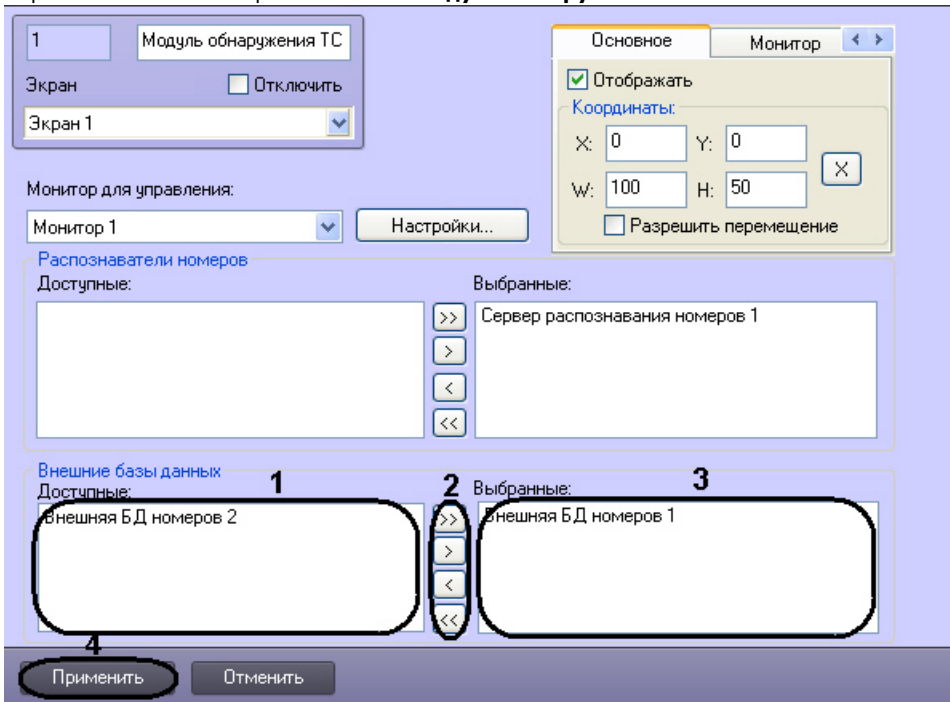 1 Модуль обнаружения ТС
Экран Отключить
Экран 1
Основное Монитор
Отображать
Координаты:
X: 0 Y: 0
X
W: 100 H: 50
Разрешить перемещение
Монитор для управления:
Монитор 1 Настройки...
Распознаватели номеров
Доступные: Выбранные:
>> Сервер распознавания номеров 1
>
<
<<
Внешние базы данных
1 2 3
Доступные: Выбранные:
Внешняя БД номеров 2 >> Внешняя БД номеров 1
>
<
<<
4
Применить Отменить